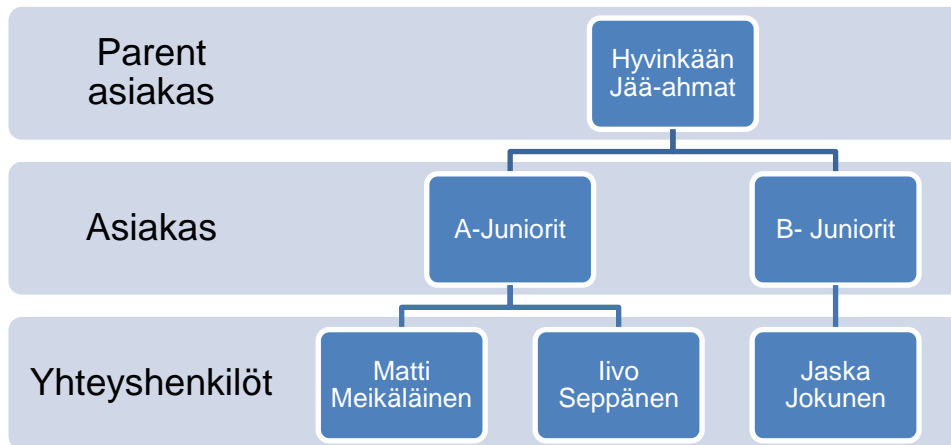 Parent
asiakas
Hyvinkään
Jää-ahmat
Asiakas
A-Juniorit
B- Juniorit
Yhteyshenkilöt
Matti
Meikäläinen
Iivo
Seppänen
Jaska
Jokunen